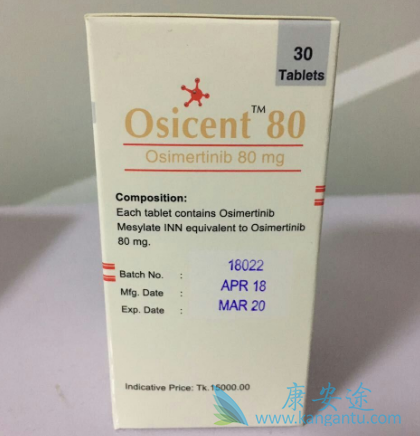 30
Tablets
Osicent™ 80
Osimertinib 80 mg
Composition:
Each tablet contains Osimertinib
Mesylate INN equivalent to Osimertinib
80 mg.
Batch No. : 18022
Mfg. Date : APR 18
Exp. Date : MAR 20
Indicative Price: Tk.15000.00
康安途
www.kangantu.com